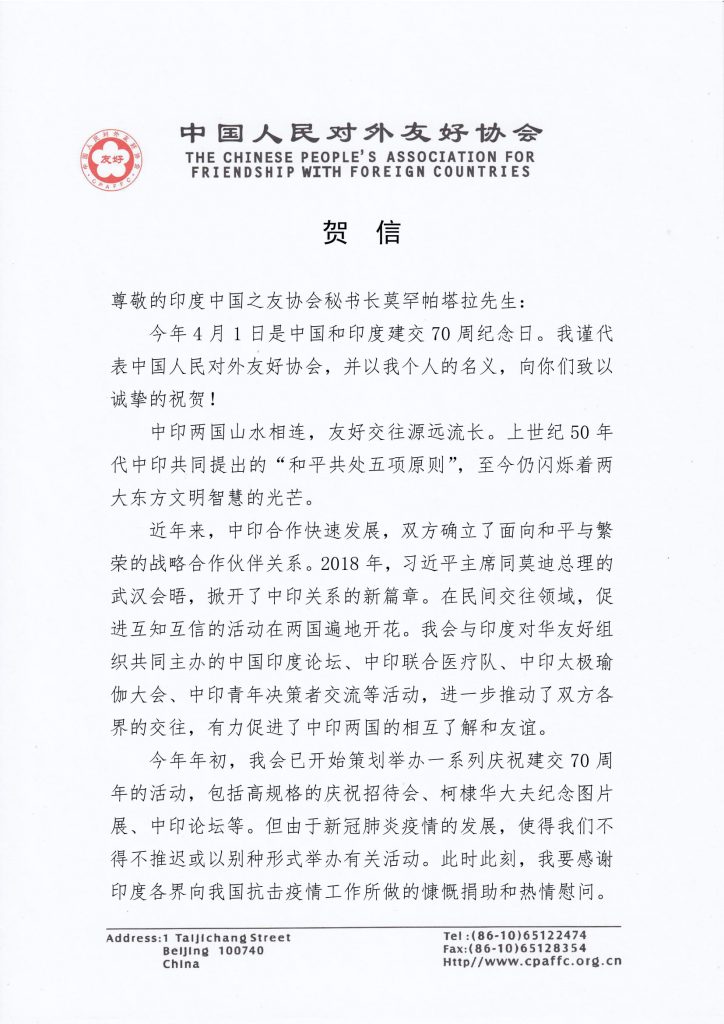 中国人民对外友好协会
友好
CPAFFC
中国人民对外友好协会
THE CHINESE PEOPLE'S ASSOCIATION FOR
FRIENDSHIP WITH FOREIGN COUNTRIES
贺 信
尊敬的印度中国之友协会秘书长莫罕帕塔拉先生：
今年4月1日是中国和印度建交70周纪念日。我谨代
表中国人民对外友好协会，并以我个人的名义，向你们致以
诚挚的祝贺！
中印两国山水相连，友好交往源远流长。上世纪50年
代中印共同提出的“和平共处五项原则”，至今仍闪烁着两
大东方文明智慧的光芒。
近年来，中印合作快速发展，双方确立了面向和平与繁
荣的战略合作伙伴关系。2018年，习近平主席同莫迪总理的
武汉会晤，掀开了中印关系的新篇章。在民间交往领域，促
进互知互信的活动在两国遍地开花。我会与印度对华友好组
织共同主办的中国印度论坛、中印联合医疗队、中印太极瑜
伽大会、中印青年决策者交流等活动，进一步推动了双方各
界的交往，有力促进了中印两国的相互了解和友谊。
今年年初，我会已开始策划举办一系列庆祝建交70周
年的活动，包括高规格的庆祝招待会、柯棣华大夫纪念图片
展、中印论坛等。但由于新冠肺炎疫情的发展，使得我们不
得不推迟或以别种形式举办有关活动。此时此刻，我要感谢
印度各界向我国抗击疫情工作所做的慷慨捐助和热情慰问。
Address:1 Taijichang Street
Beijing 100740
China
Tel:(86-10)65122474
Fax:(86-10)65128354
Http//www.cpaffc.org.cn